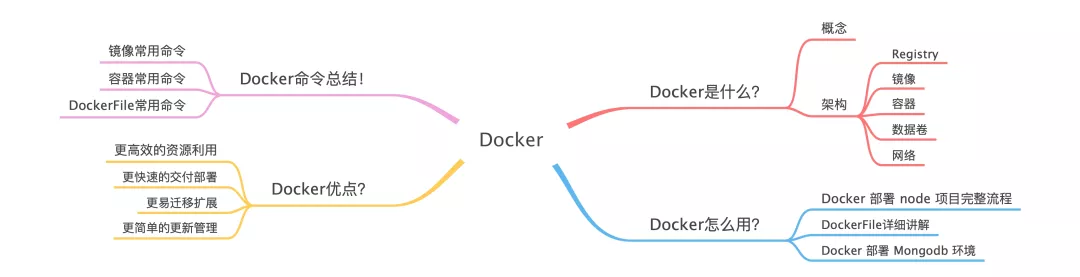 Docker
Docker是什么?
概念
架构
Registry
镜像
容器
数据卷
网络
Docker怎么用?
Docker 部署 node 项目完整流程
DockerFile详细讲解
Docker 部署 Mongodb 环境
Docker命令总结!
镜像常用命令
容器常用命令
DockerFile常用命令
Docker优点?
更高效的资源利用
更快速的交付部署
更易迁移扩展
更简单的更新管理